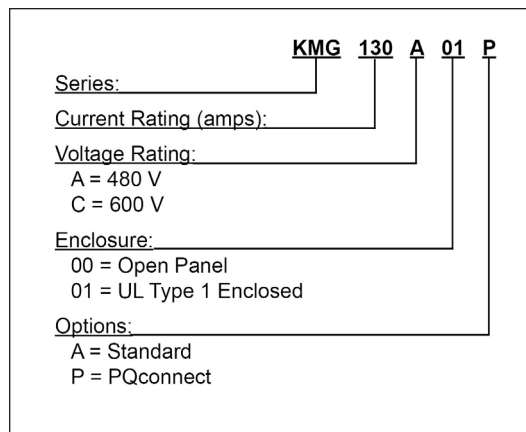 KMG 130 A 01 P
Series:
Current Rating (amps):
Voltage Rating:
A = 480 V
C = 600 V
Enclosure:
00 = Open Panel
01 = UL Type 1 Enclosed
Options:
A = Standard
P = PQconnect